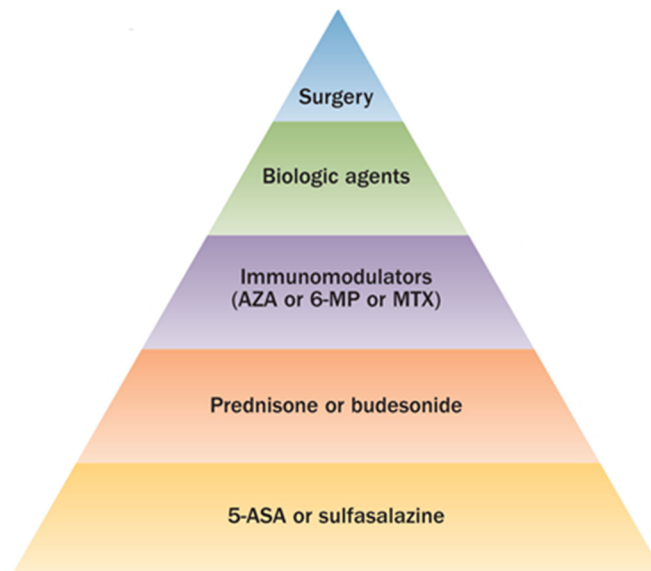 Surgery
Biologic agents
Immunomodulators
(AZA or 6-MP or MTX)
Prednisone or budesonide
5-ASA or sulfasalazine